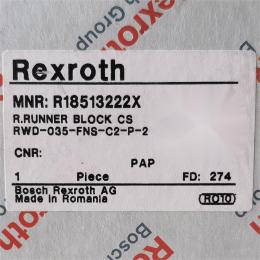 Rexroth
MNR: R18513222X
R.RUNNER BLOCK CS
RWD-035-FNS-C2-P-2
CNR:
PAP
1 Piece FD: 274
Bosch Rexroth AG
Made in Romania
RO10